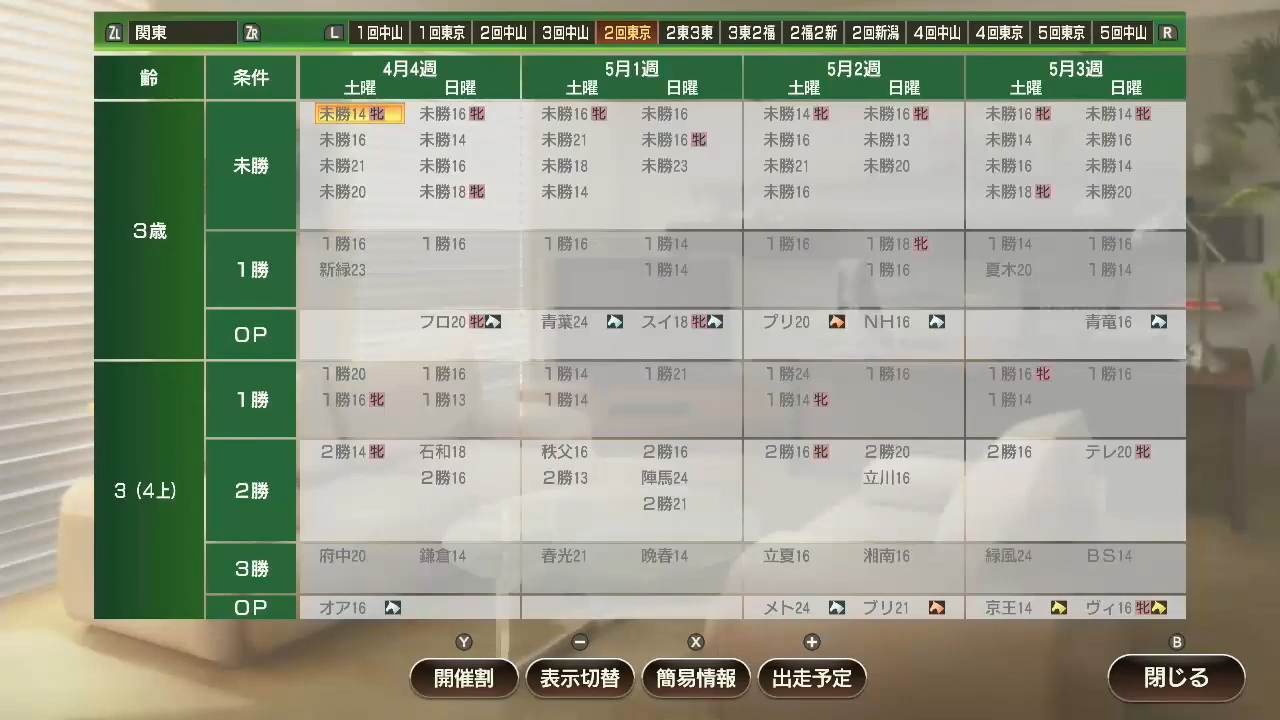 ZL 関東 ZR L 1回中山 1回東京 2回中山 3回中山 2回東京 2東3東 3東2福 2福2新 2回新潟 4回中山 4回東京 5回東京 5回中山 R
齢 条件 4月4週 5月1週 5月2週 5月3週
土曜 日曜 土曜 日曜 土曜 日曜 土曜 日曜
3歳
未勝
未勝14牝 未勝16牝 未勝16牝 未勝16 未勝14牝 未勝16牝 未勝16牝 未勝14牝
未勝16 未勝14 未勝21 未勝16牝 未勝16 未勝13 未勝14 未勝16
未勝21 未勝16 未勝18 未勝23 未勝21 未勝20 未勝16 未勝14
未勝20 未勝18牝 未勝14 未勝16 未勝18牝 未勝20
1勝
1勝16 1勝16 1勝16 1勝14 1勝16 1勝18牝 1勝14 1勝16
新緑23 1勝14 1勝16 夏木20 1勝14
OP
フロ20牝 青葉24 スイ18牝 プリ20 NH16 青竜16
3(4上)
1勝
1勝20 1勝16 1勝14 1勝21 1勝24 1勝16 1勝16牝 1勝16
1勝16牝 1勝13 1勝14 1勝14牝 1勝14
2勝
2勝14牝 石和18 秩父16 2勝16 2勝16牝 2勝20 2勝16 テレ20牝
2勝16 2勝13 陣馬24 立川16
2勝21
3勝
府中20 鎌倉14 春光21 晩春14 立夏16 湘南16 緑風24 BS14
OP
オア16 メト24 ブリ21 京王14 ヴィ16牝
Y − X + B
開催割 表示切替 簡易情報 出走予定 閉じる